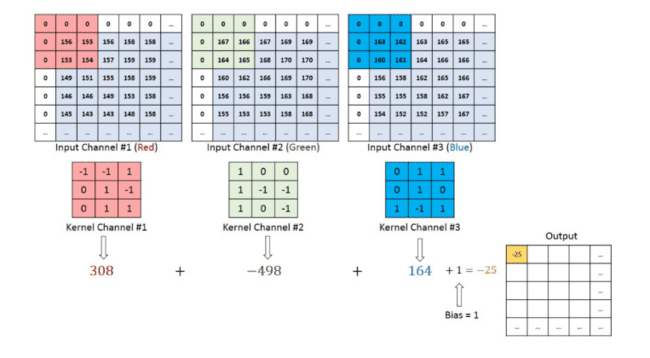 0 0 0 0 0 0 ... 0 0 0 0 0 0 ... 0 0 0 0 0 0 ...
0 156 155 156 158 158 ... 0 167 166 167 169 169 ... 0 163 162 163 165 165 ...
0 153 154 157 159 159 ... 0 164 165 168 170 170 ... 0 160 161 164 166 166 ...
0 149 151 155 158 159 ... 0 160 162 166 169 170 ... 0 156 158 162 165 166 ...
0 146 146 149 153 158 ... 0 156 156 159 163 168 ... 0 155 155 158 162 167 ...
0 145 143 143 148 158 ... 0 155 153 153 158 168 ... 0 154 152 152 157 167 ...
... ... ... ... ... ... ... ... ... ... ... ... ... ... ... ... ... ... ... ... ...
Input Channel #1 (Red) Input Channel #2 (Green) Input Channel #3 (Blue)
-1 -1 1 1 0 0 0 1 1
0 1 -1 1 -1 -1 0 1 0
0 1 1 1 0 -1 1 -1 1
Kernel Channel #1 Kernel Channel #2 Kernel Channel #3
Output
308 + −498 + 164 + 1 = −25
Bias = 1
-25 ...
...
...
...
... ... ... ... ...